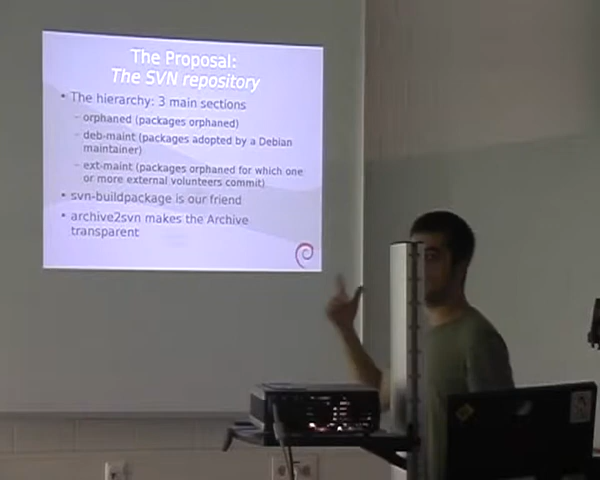 The Proposal:
The SVN repository
• The hierarchy: 3 main sections
– orphaned (packages orphaned)
– deb-maint (packages adopted by a Debian
maintainer)
– ext-maint (packages orphaned for which one
or more external volunteers commit)
• svn-buildpackage is our friend
• archive2svn makes the Archive
transparent